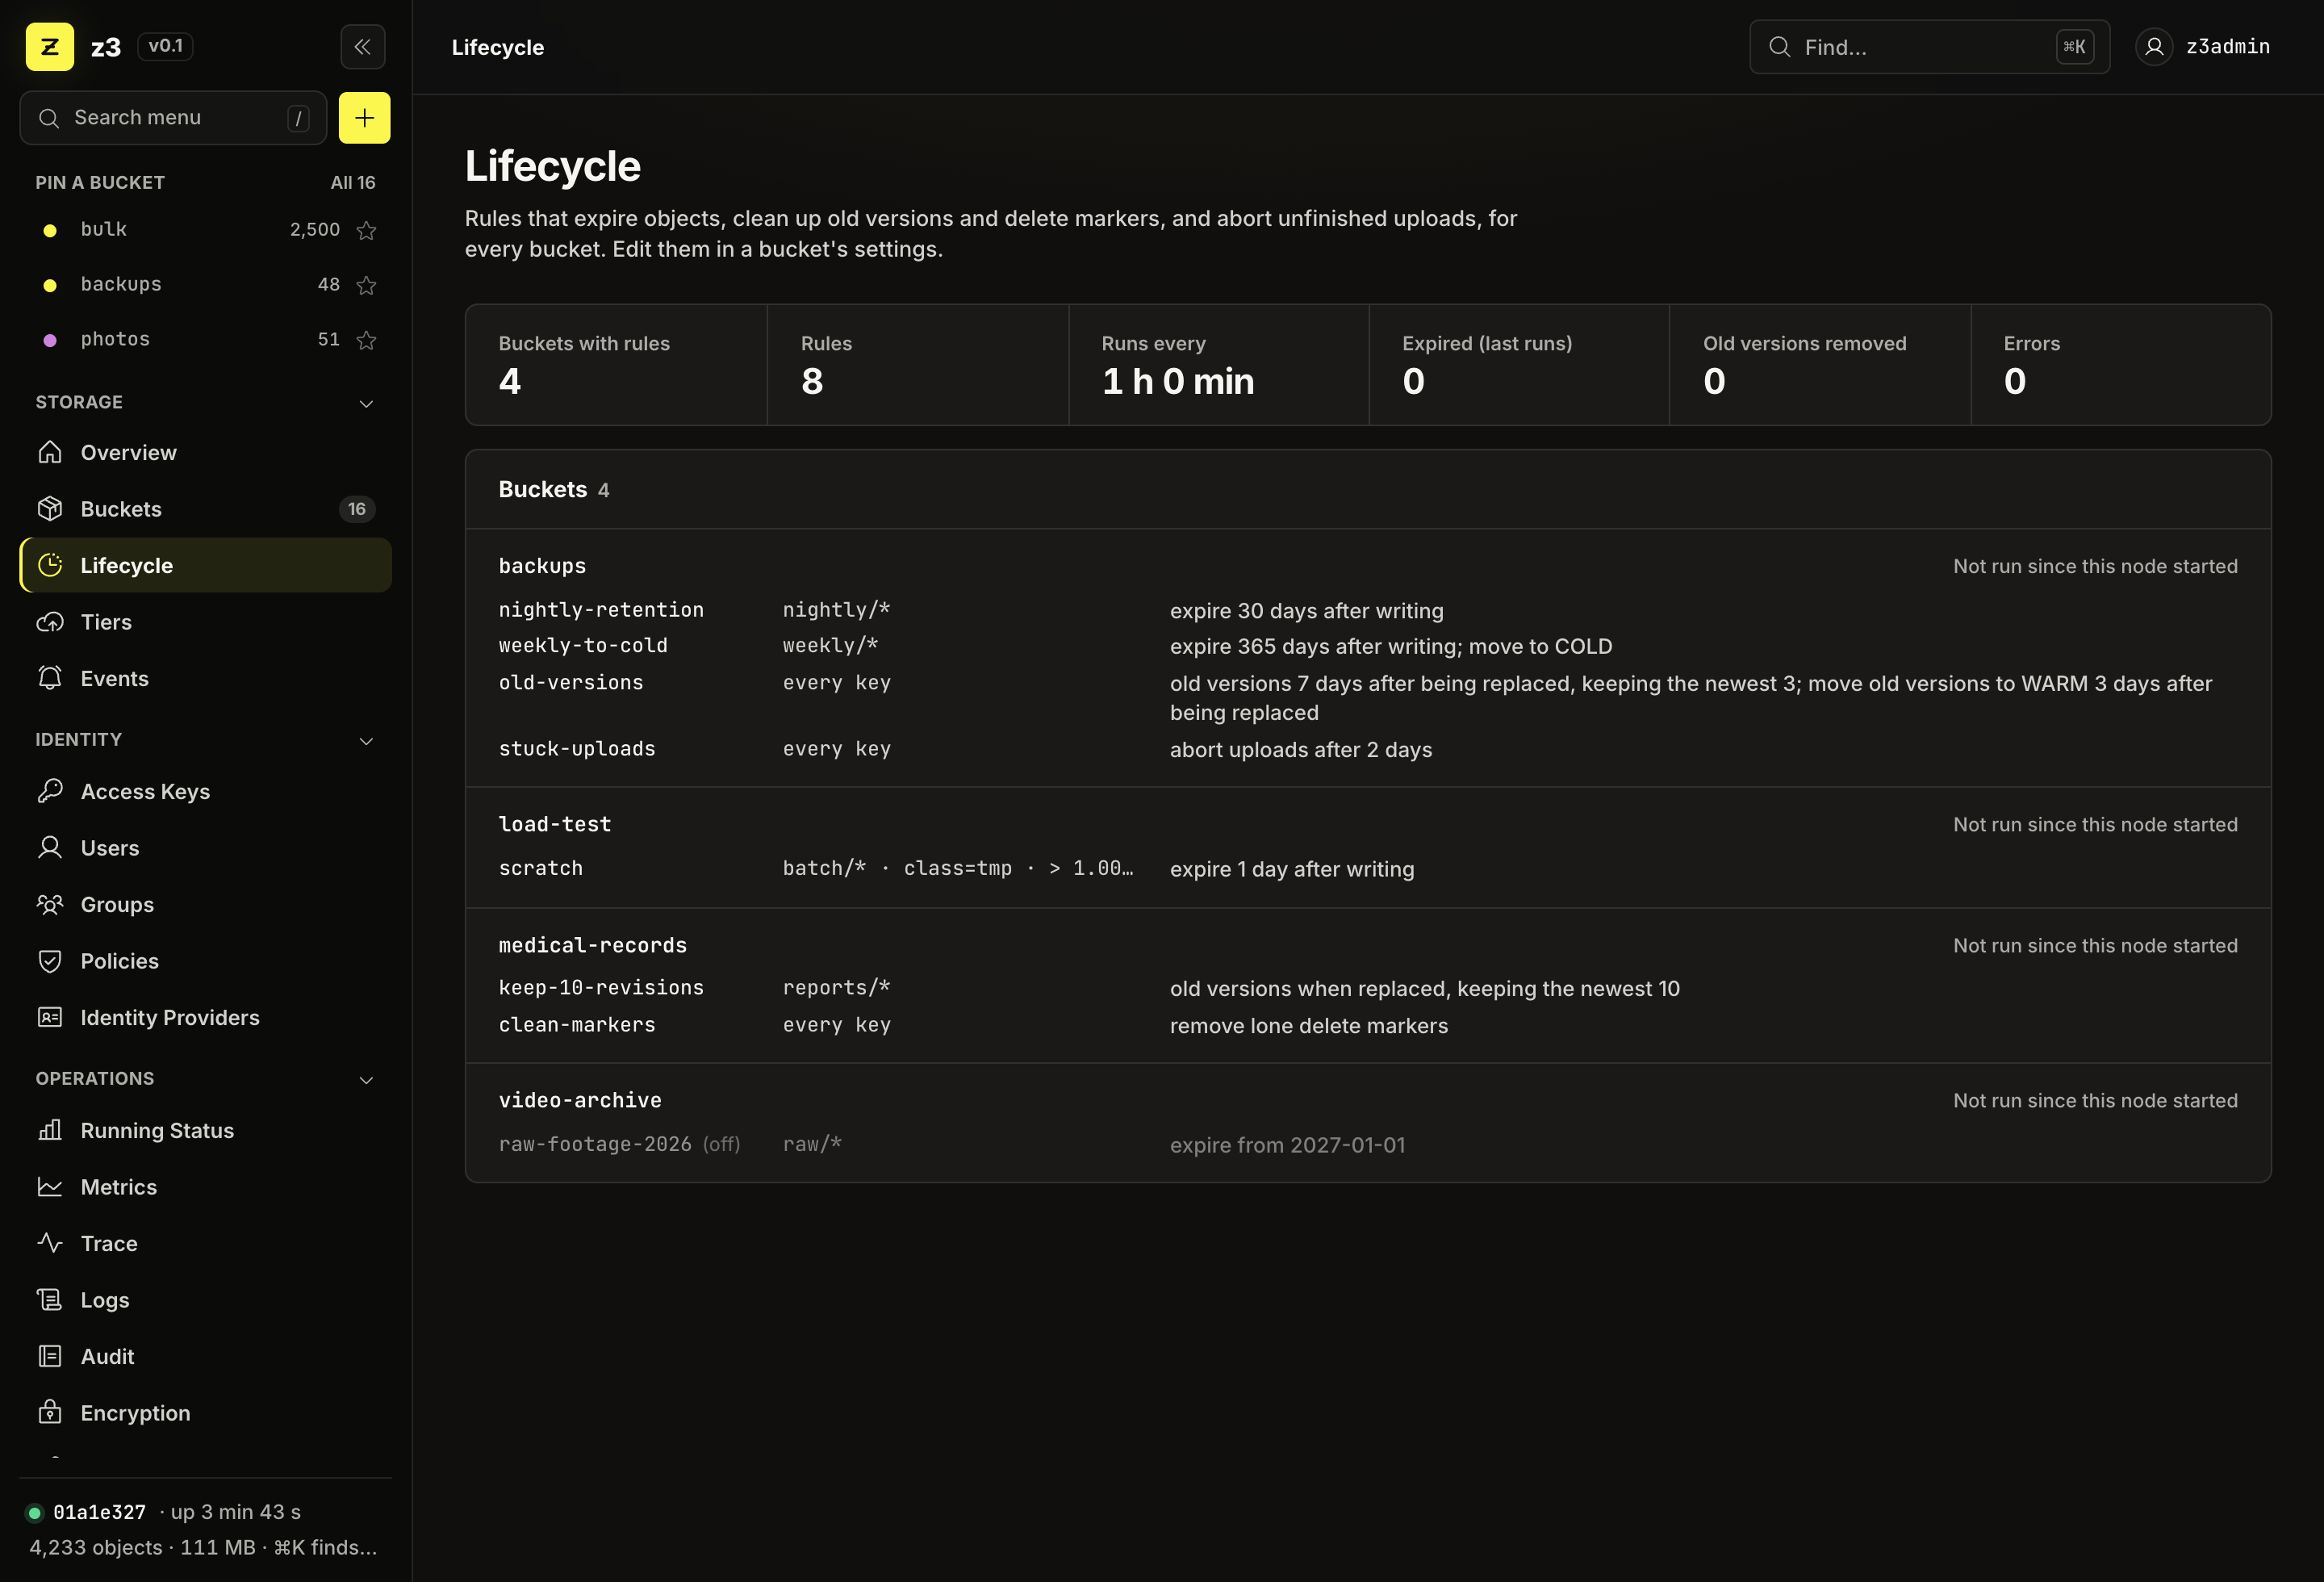 z3 v0.1
Search menu /
PIN A BUCKET All 16
bulk 2,500
backups 48
photos 51
STORAGE
Overview
Buckets 16
Lifecycle
Tiers
Events
IDENTITY
Access Keys
Users
Groups
Policies
Identity Providers
OPERATIONS
Running Status
Metrics
Trace
Logs
Audit
Encryption
01a1e327 · up 3 min 43 s
4,233 objects · 111 MB · ⌘K finds…
Lifecycle
Find… ⌘K
z3admin
Lifecycle
Rules that expire objects, clean up old versions and delete markers, and abort unfinished uploads, for
every bucket. Edit them in a bucket's settings.
Buckets with rules
4
Rules
8
Runs every
1 h 0 min
Expired (last runs)
0
Old versions removed
0
Errors
0
Buckets 4
backups Not run since this node started
nightly-retention nightly/* expire 30 days after writing
weekly-to-cold weekly/* expire 365 days after writing; move to COLD
old-versions every key old versions 7 days after being replaced, keeping the newest 3; move old versions to WARM 3 days after
being replaced
stuck-uploads every key abort uploads after 2 days
load-test Not run since this node started
scratch batch/* · class=tmp · > 1.00… expire 1 day after writing
medical-records Not run since this node started
keep-10-revisions reports/* old versions when replaced, keeping the newest 10
clean-markers every key remove lone delete markers
video-archive Not run since this node started
raw-footage-2026 (off) raw/* expire from 2027-01-01